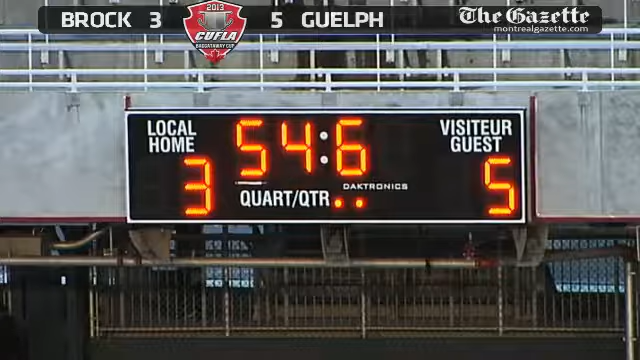 BROCK 3 2013 CUFLA BAGGATAWAY CUP 5 GUELPH The Gazette
montrealgazette.com
LOCAL HOME 54:6 VISITEUR GUEST
3 DAKTRONICS 5
QUART/QTR ..